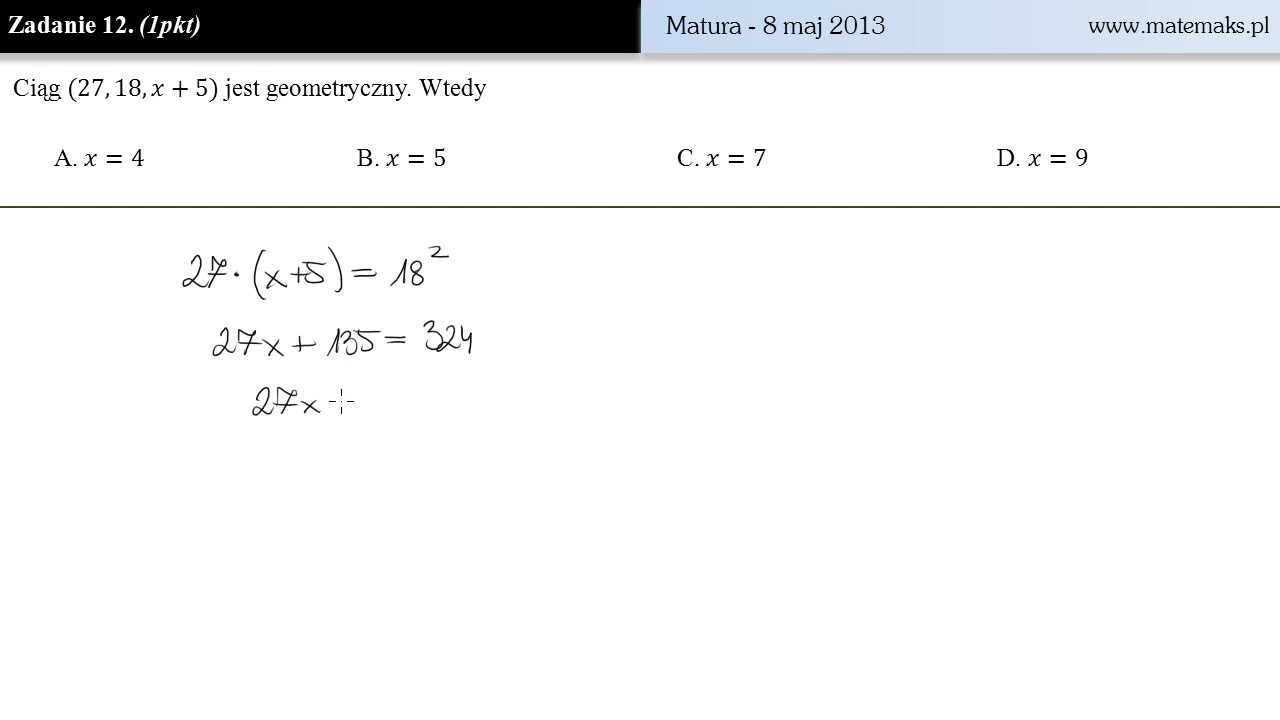 Zadanie 12. (1pkt)
Matura - 8 maj 2013
www.matemaks.pl
Ciąg (27, 18, x + 5) jest geometryczny. Wtedy
A. x = 4
B. x = 5
C. x = 7
D. x = 9
27 · (x+5) = 18²
27x + 135 = 324
27x